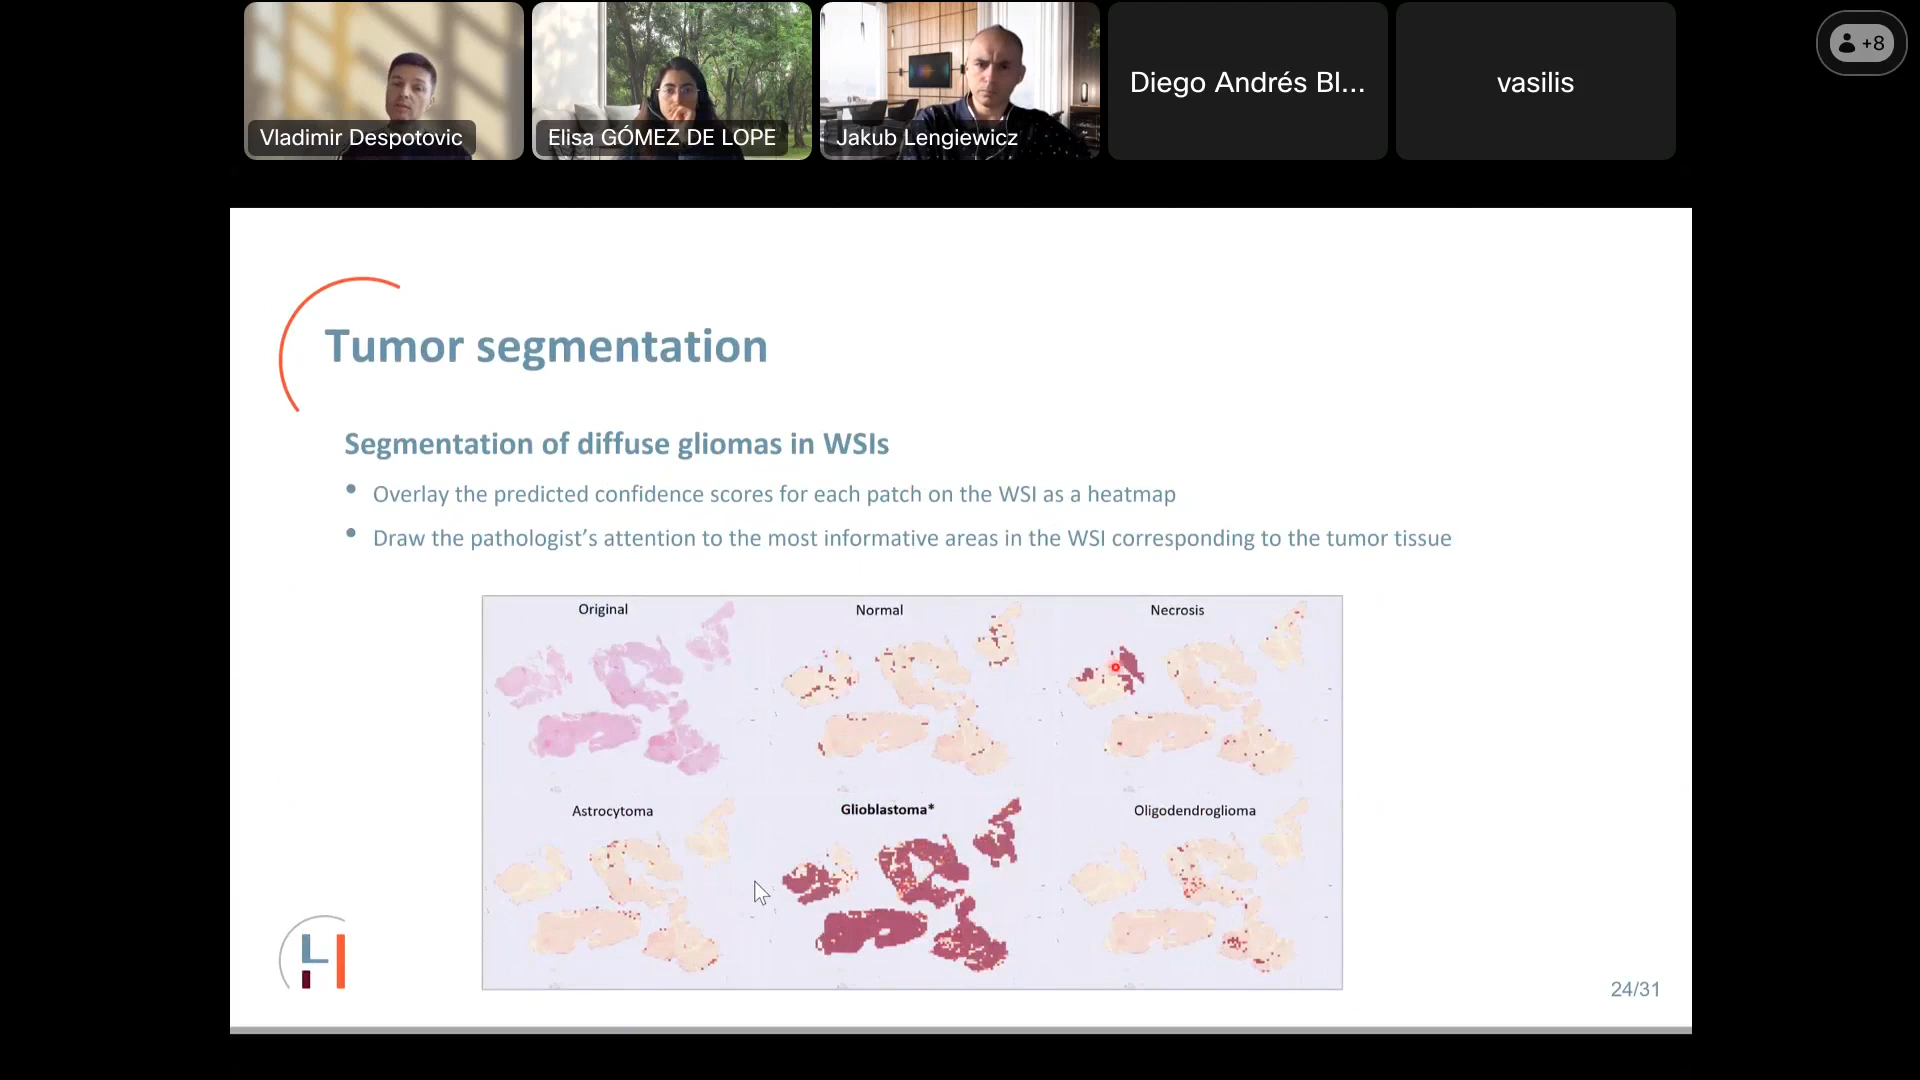 Vladimir Despotovic
Elisa GÓMEZ DE LOPE
Jakub Lengiewicz
Diego Andrés Bl...
vasilis
+8
Tumor segmentation
Segmentation of diffuse gliomas in WSIs
• Overlay the predicted confidence scores for each patch on the WSI as a heatmap
• Draw the pathologist’s attention to the most informative areas in the WSI corresponding to the tumor tissue
Original
Normal
Necrosis
Astrocytoma
Glioblastoma*
Oligodendroglioma
24/31